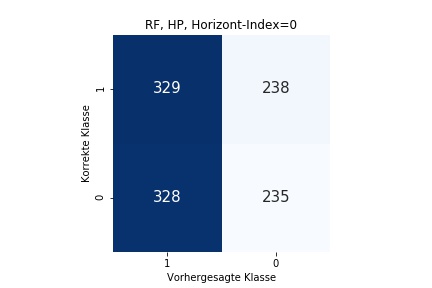 RF, HP, Horizont-Index=0
Korrekte Klasse
1
329
238
0
328
235
1
0
Vorhergesagte Klasse